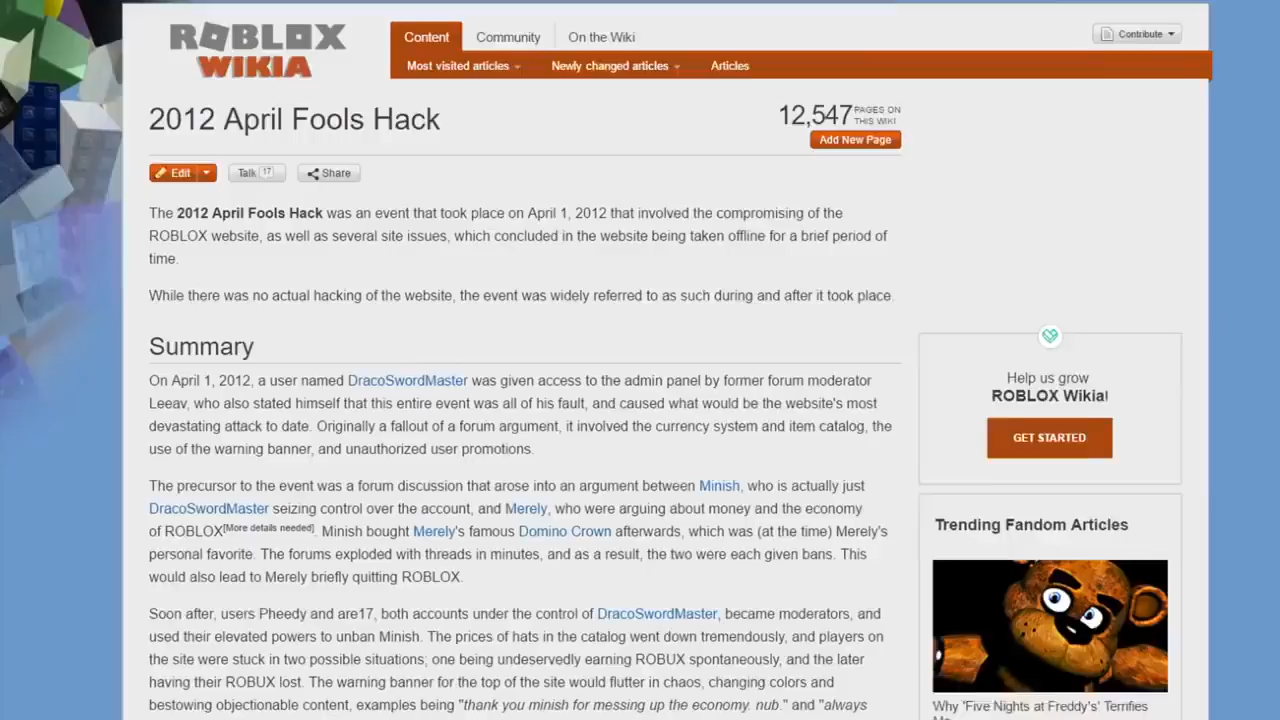 ROBLOX
WIKIA
Content Community On the Wiki
Contribute
Most visited articles Newly changed articles Articles
2012 April Fools Hack
12,547 PAGES ON
THIS WIKI
Add New Page
Edit Talk 17 Share
The 2012 April Fools Hack was an event that took place on April 1, 2012 that involved the compromising of the
ROBLOX website, as well as several site issues, which concluded in the website being taken offline for a brief period of
time.
While there was no actual hacking of the website, the event was widely referred to as such during and after it took place.
Summary
On April 1, 2012, a user named DracoSwordMaster was given access to the admin panel by former forum moderator
Leeav, who also stated himself that this entire event was all of his fault, and caused what would be the website's most
devastating attack to date. Originally a fallout of a forum argument, it involved the currency system and item catalog, the
use of the warning banner, and unauthorized user promotions.
The precursor to the event was a forum discussion that arose into an argument between Minish, who is actually just
DracoSwordMaster seizing control over the account, and Merely, who were arguing about money and the economy
of ROBLOX[More details needed]. Minish bought Merely's famous Domino Crown afterwards, which was (at the time) Merely's
personal favorite. The forums exploded with threads in minutes, and as a result, the two were each given bans. This
would also lead to Merely briefly quitting ROBLOX.
Soon after, users Pheedy and are17, both accounts under the control of DracoSwordMaster, became moderators, and
used their elevated powers to unban Minish. The prices of hats in the catalog went down tremendously, and players on
the site were stuck in two possible situations; one being undeservedly earning ROBUX spontaneously, and the later
having their ROBUX lost. The warning banner for the top of the site would flutter in chaos, changing colors and
bestowing objectionable content, examples being "thank you minish for messing up the economy. nub." and "always
Help us grow
ROBLOX Wikia!
GET STARTED
Trending Fandom Articles
Why 'Five Nights at Freddy's' Terrifies